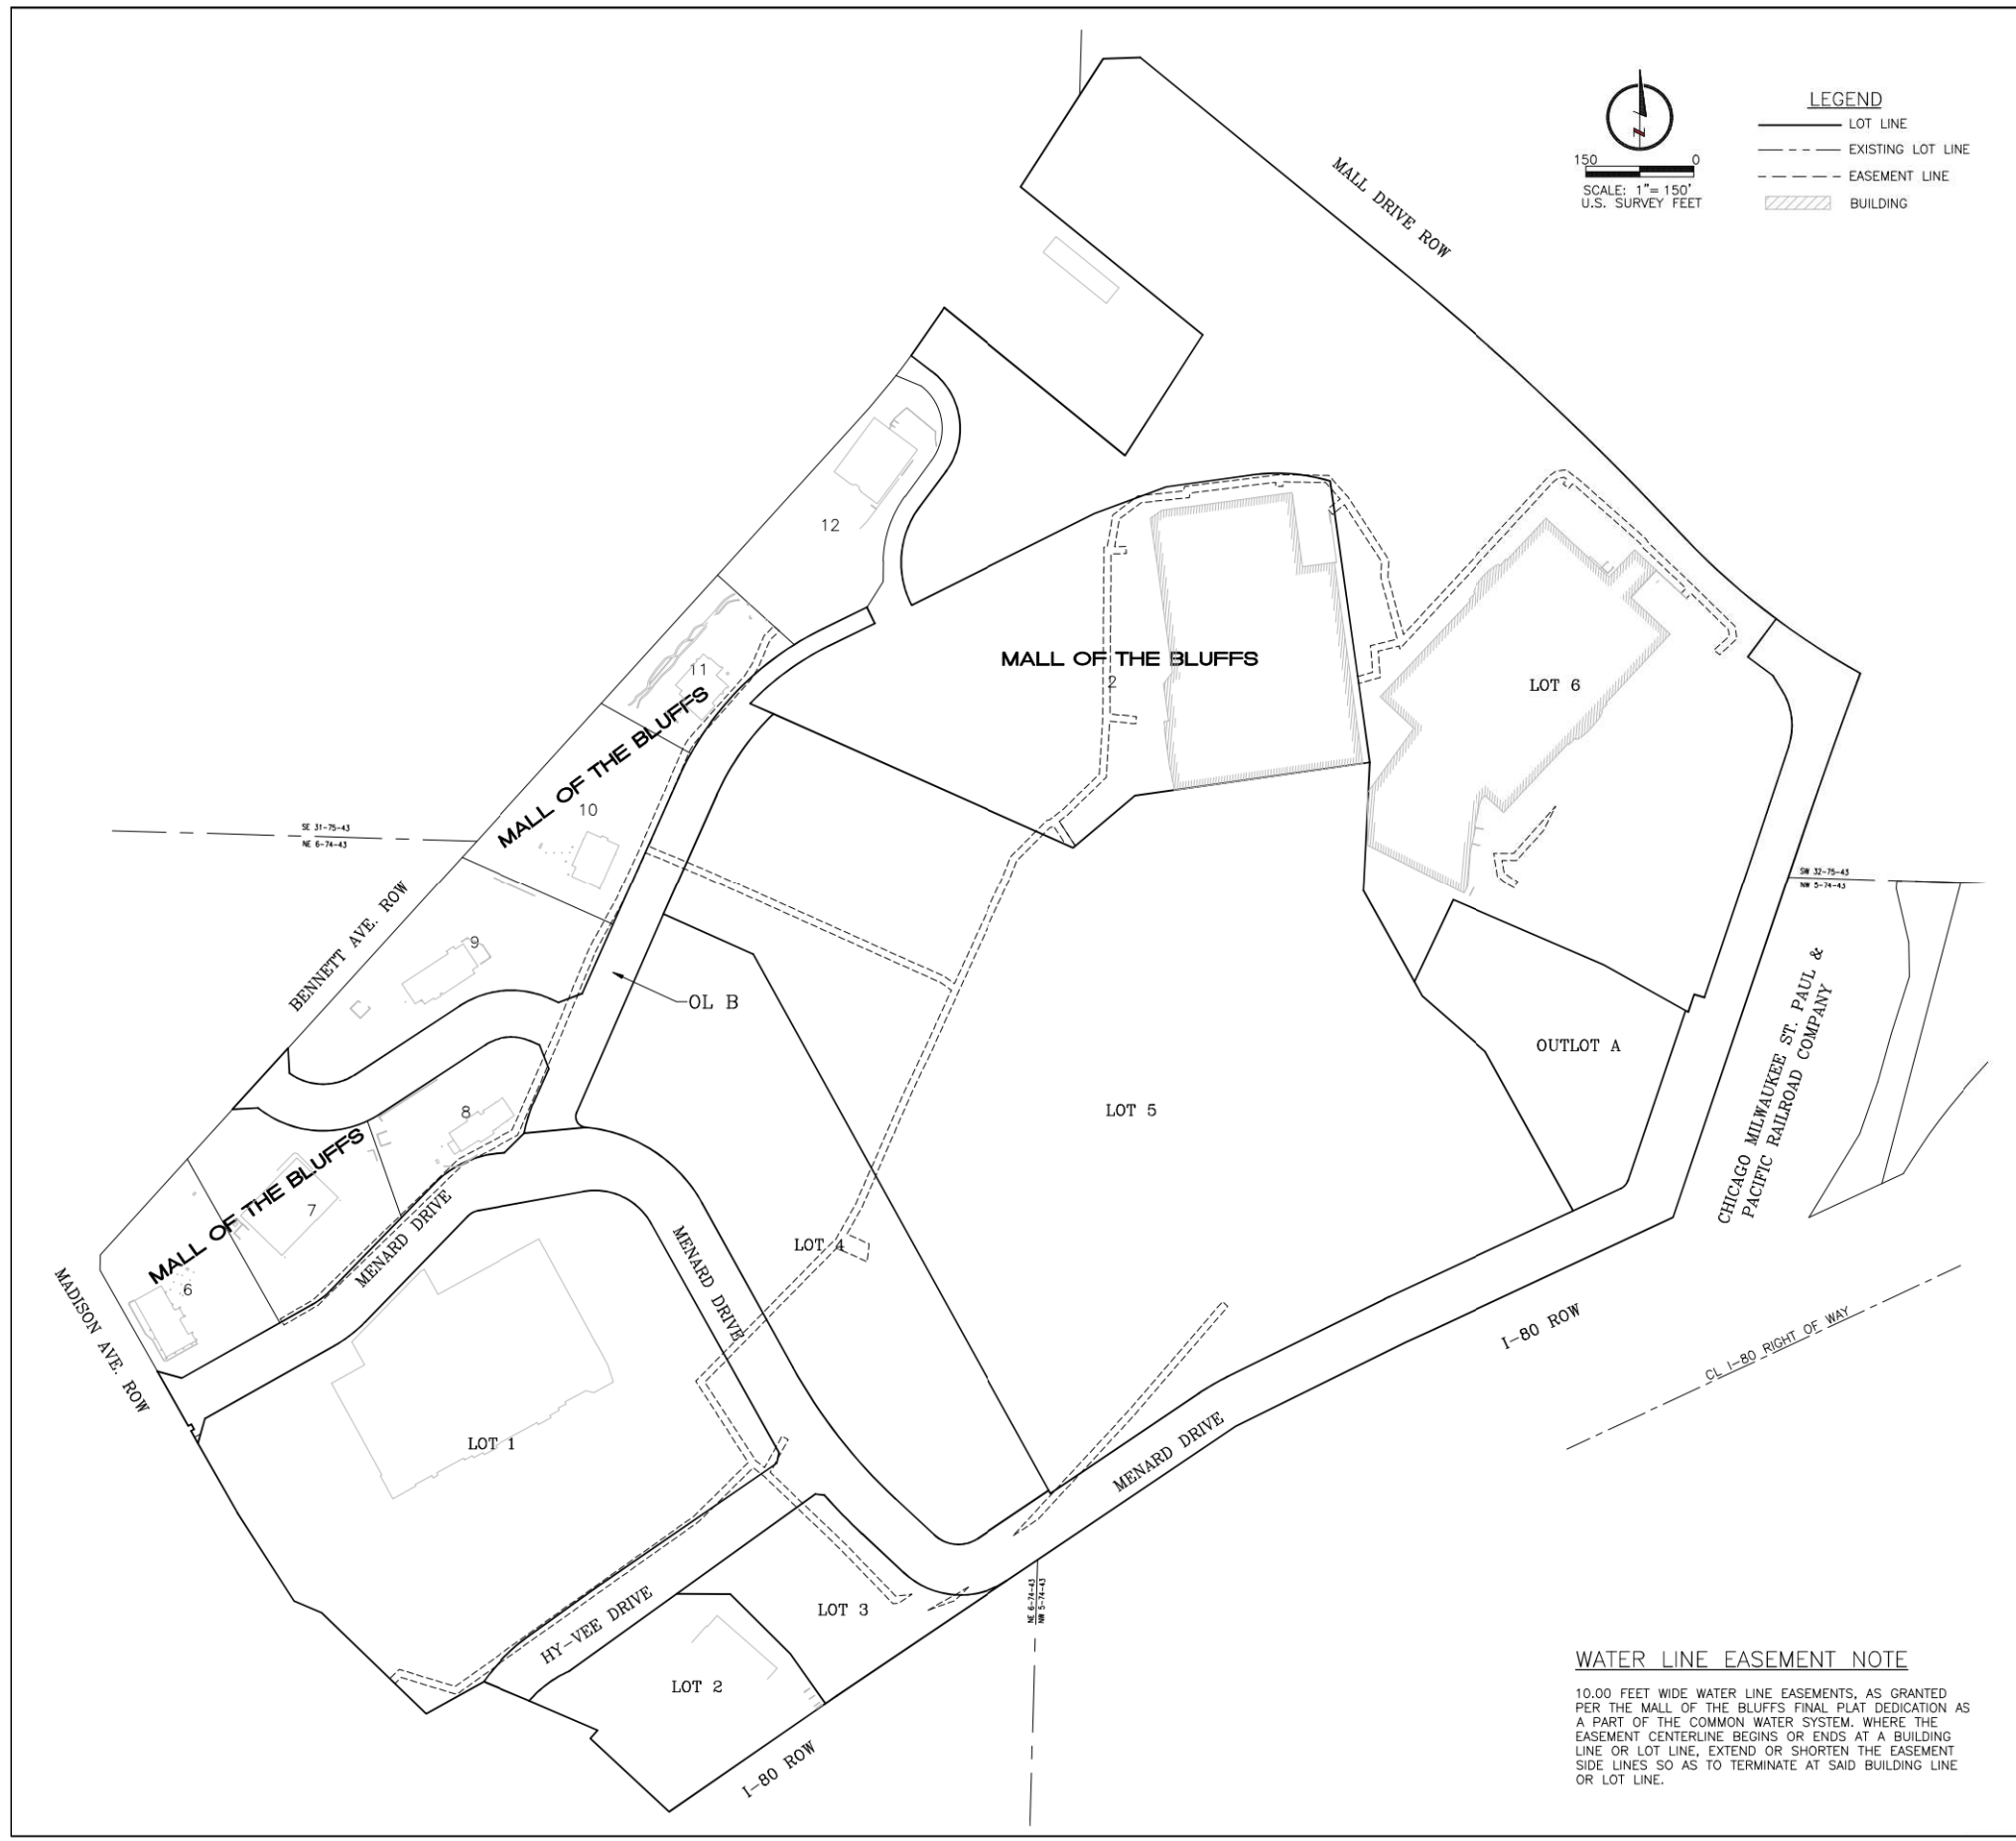 LEGEND
LOT LINE
EXISTING LOT LINE
EASEMENT LINE
BUILDING
N
150 0
SCALE: 1"= 150'
U.S. SURVEY FEET
MALL DRIVE ROW
12
11
MALL OF THE BLUFFS
2
LOT 6
MALL OF THE BLUFFS
10
SE 31-75-43
NE 6-74-43
SW 32-75-43
NW 5-74-43
BENNETT AVE. ROW
9
OL B
CHICAGO MILWAUKEE ST. PAUL &
PACIFIC RAILROAD COMPANY
OUTLOT A
LOT 5
8
MALL OF THE BLUFFS
7
6
MENARD DRIVE
MENARD DRIVE
LOT 4
MADISON AVE. ROW
I-80 ROW
CL I-80 RIGHT OF WAY
LOT 1
MENARD DRIVE
HY-VEE DRIVE
LOT 3
NE 6-74-43
NW 5-74-43
LOT 2
I-80 ROW
WATER LINE EASEMENT NOTE
10.00 FEET WIDE WATER LINE EASEMENTS, AS GRANTED
PER THE MALL OF THE BLUFFS FINAL PLAT DEDICATION AS
A PART OF THE COMMON WATER SYSTEM. WHERE THE
EASEMENT CENTERLINE BEGINS OR ENDS AT A BUILDING
LINE OR LOT LINE, EXTEND OR SHORTEN THE EASEMENT
SIDE LINES SO AS TO TERMINATE AT SAID BUILDING LINE
OR LOT LINE.